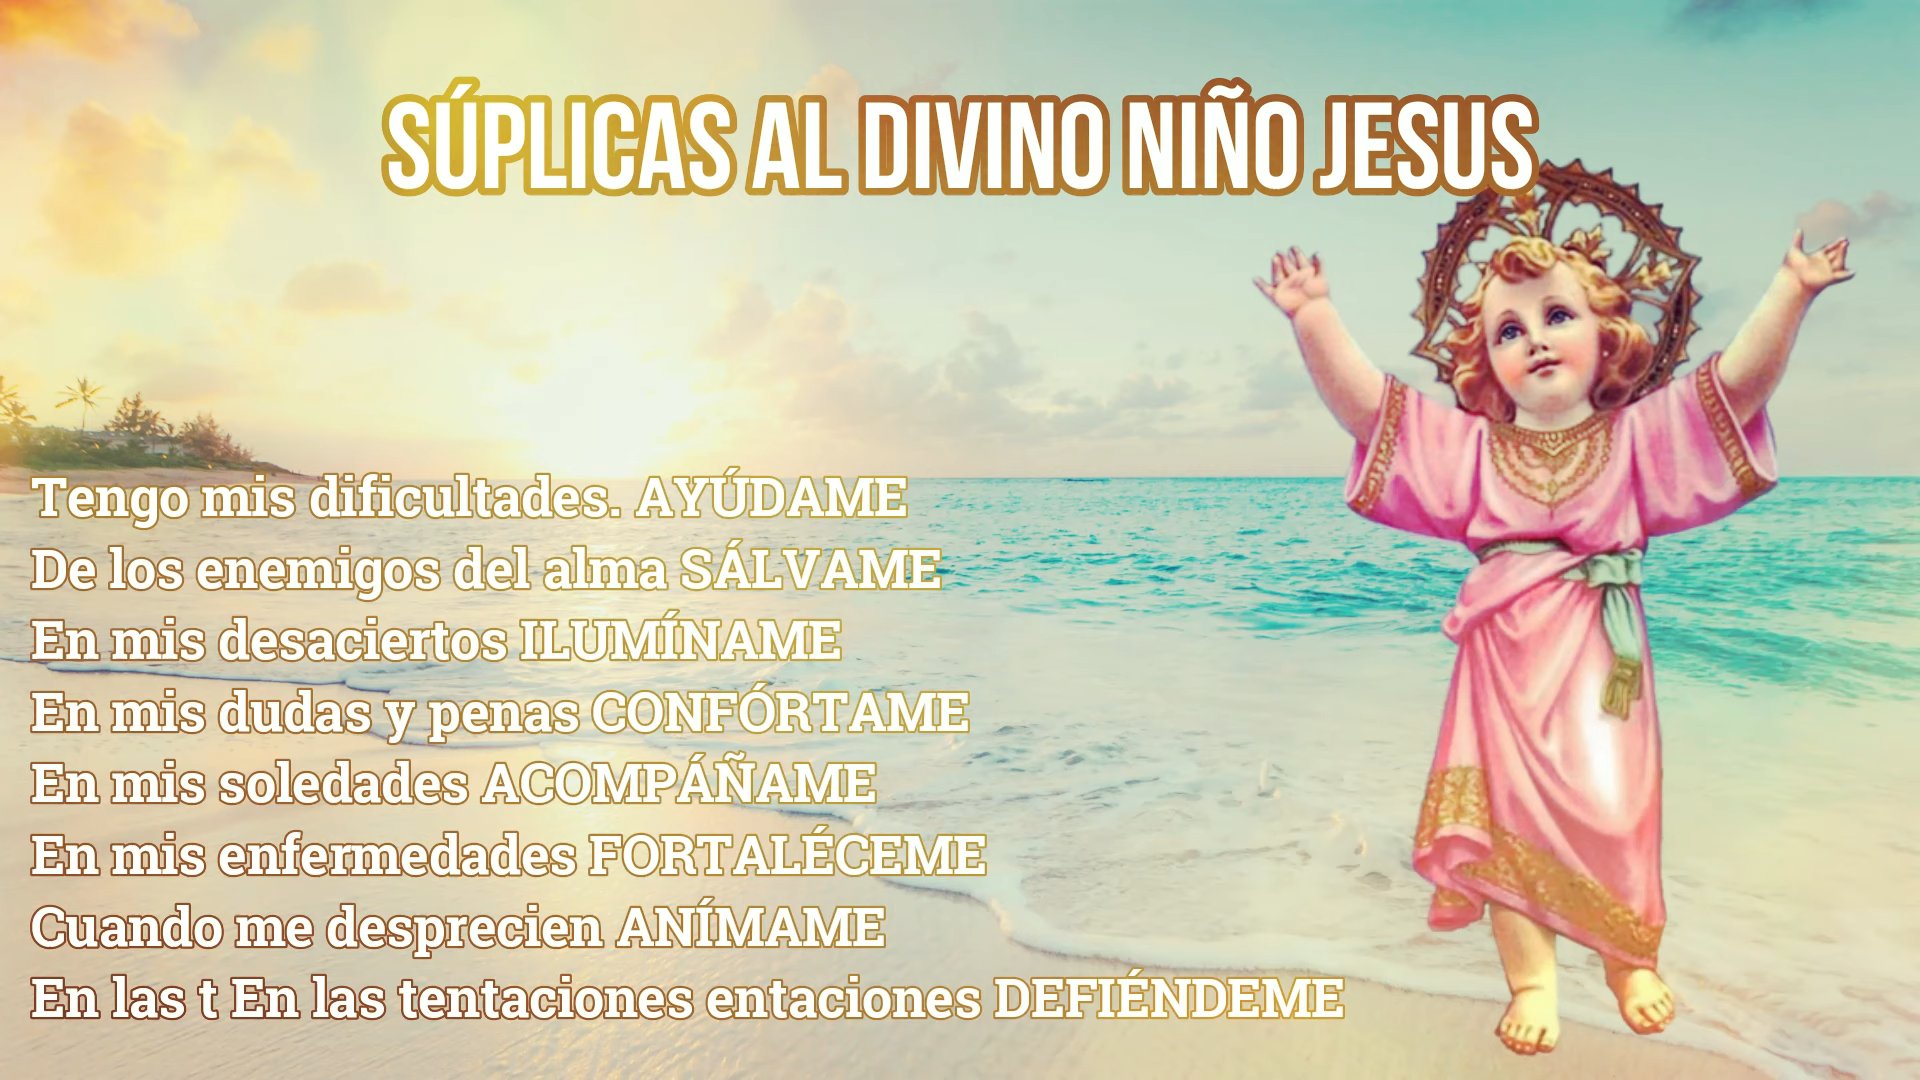 SÚPLICAS AL DIVINO NIÑO JESUS
Tengo mis dificultades. AYÚDAME
De los enemigos del alma SÁLVAME
En mis desaciertos ILUMÍNAME
En mis dudas y penas CONFÓRTAME
En mis soledades ACOMPÁÑAME
En mis enfermedades FORTALÉCEME
Cuando me desprecien ANÍMAME
En las t En las tentaciones entaciones DEFIÉNDEME